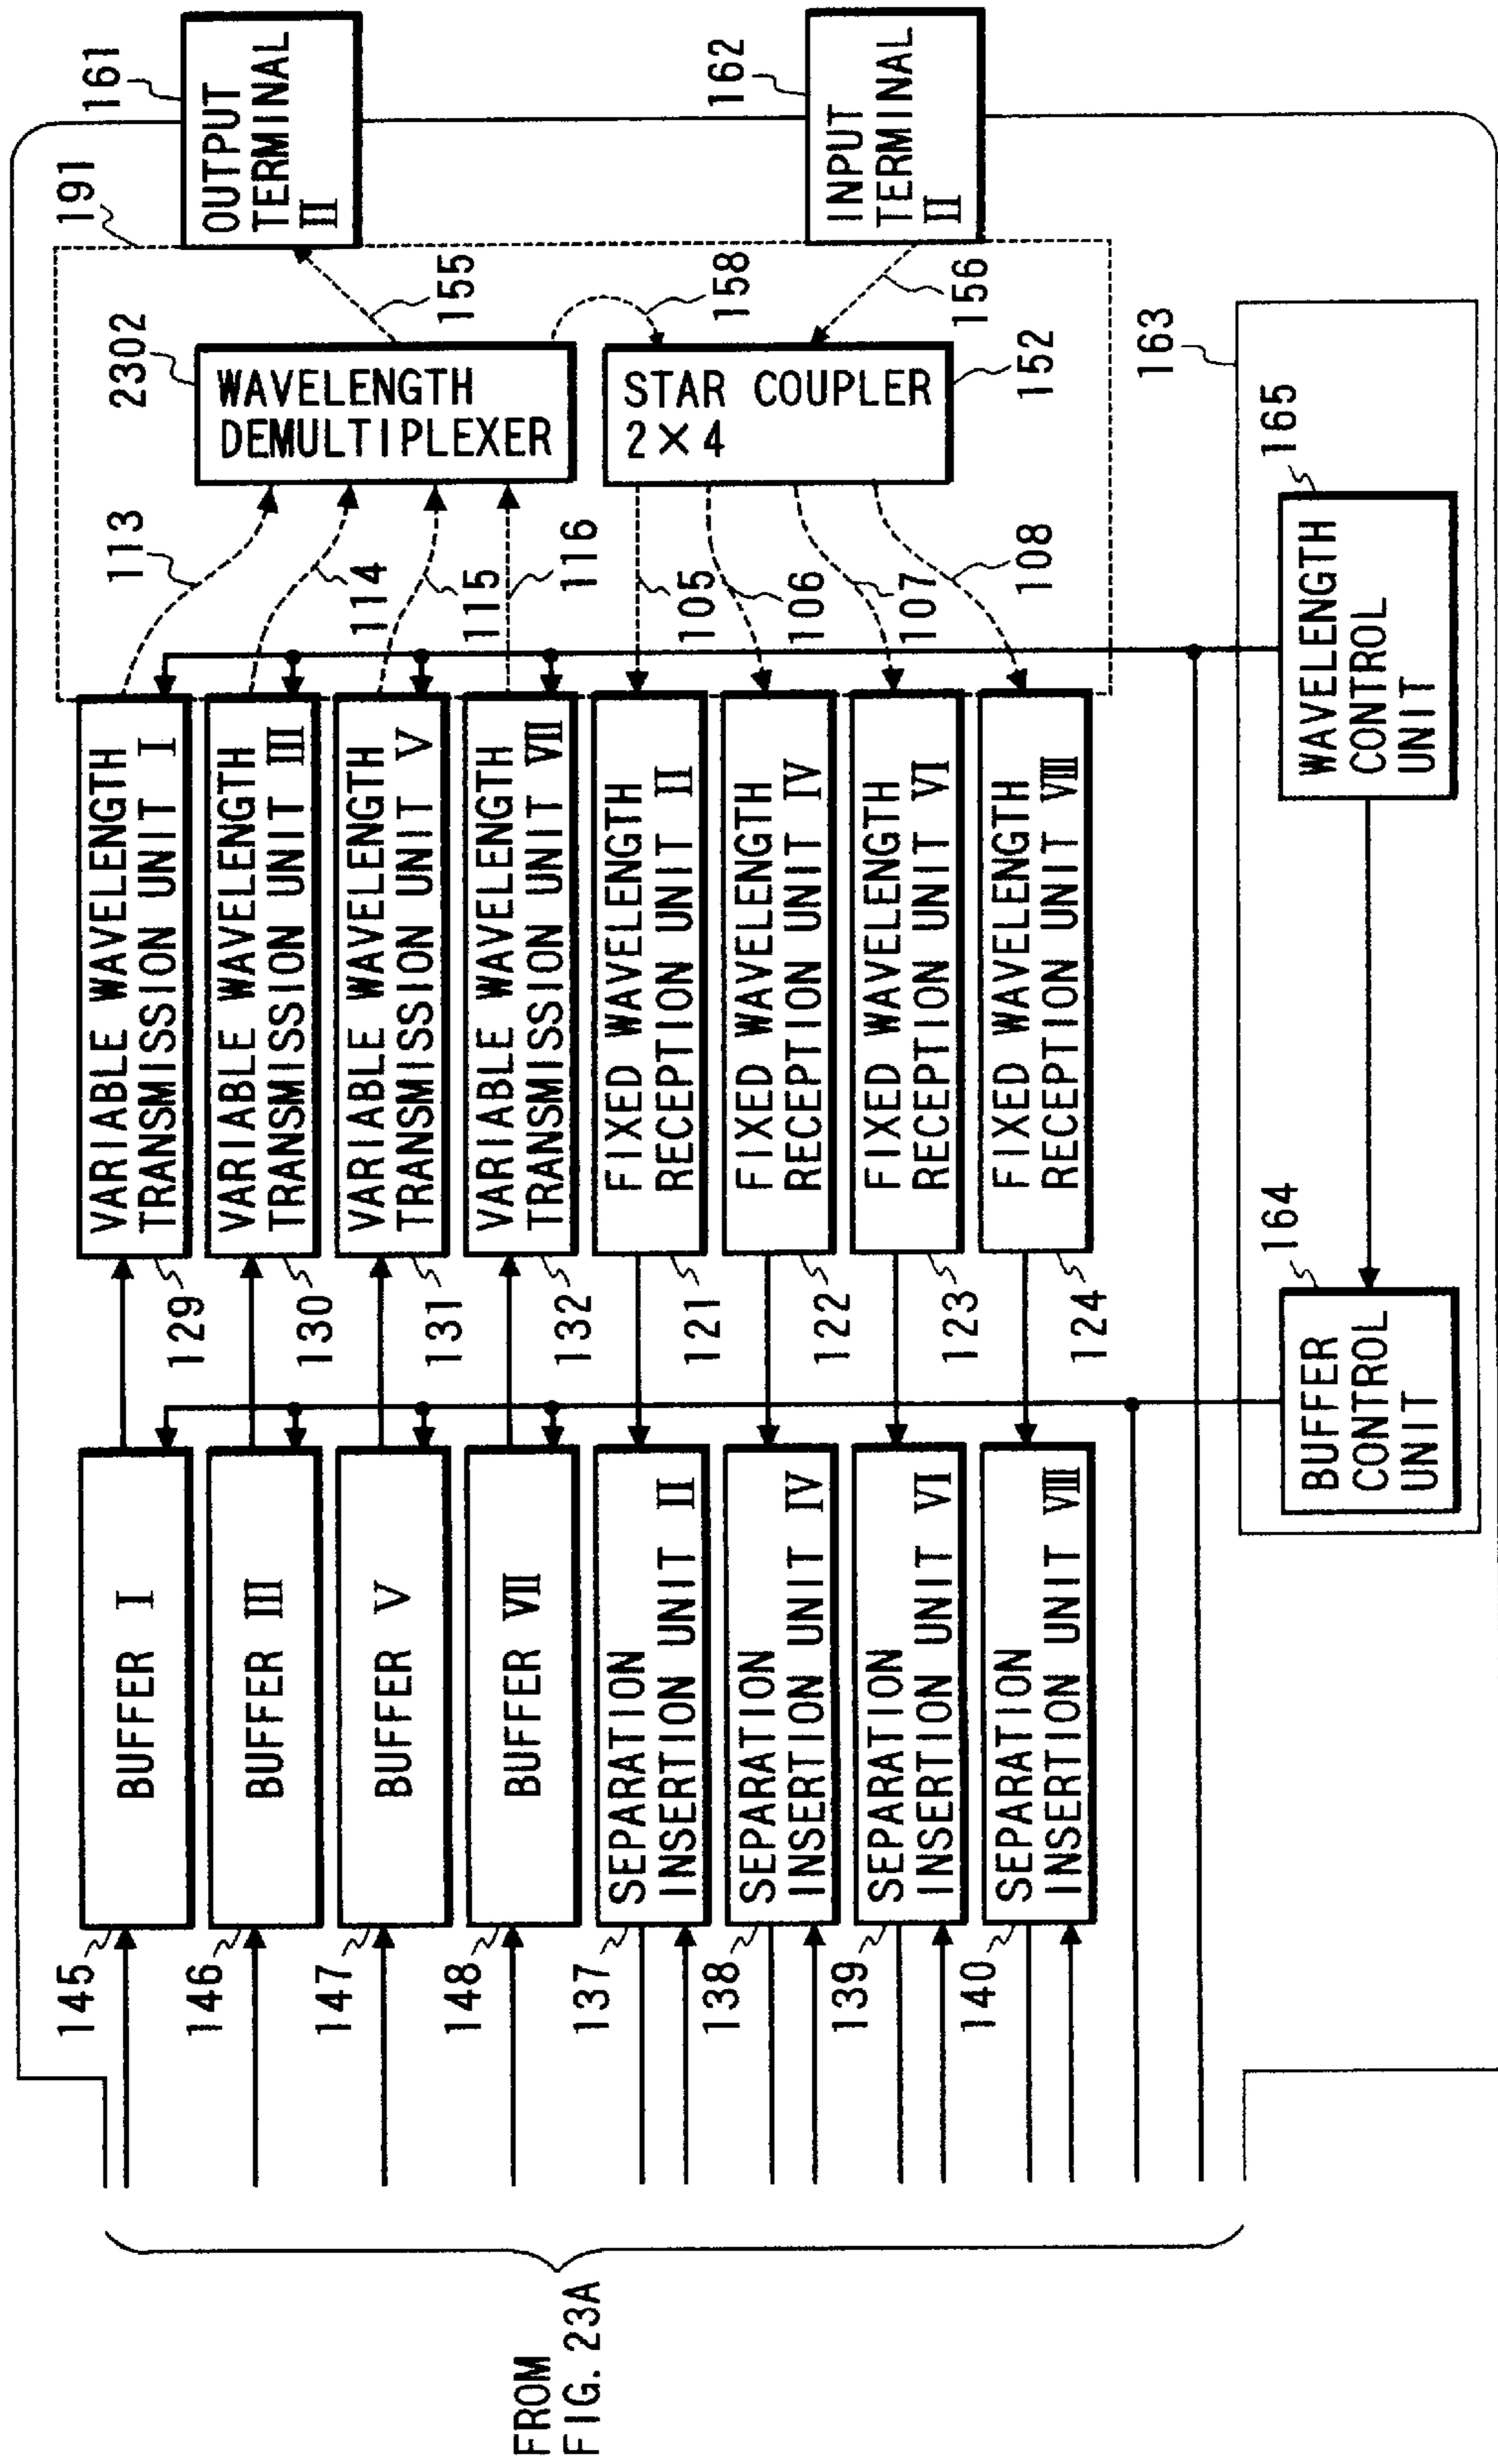 FROM
FIG. 23A
145
BUFFER I
146
BUFFER III
147
BUFFER V
148
BUFFER VII
137
SEPARATION
INSERTION UNIT II
138
SEPARATION
INSERTION UNIT IV
139
SEPARATION
INSERTION UNIT VI
140
SEPARATION
INSERTION UNIT VIII
129
VARIABLE WAVELENGTH
TRANSMISSION UNIT I
130
VARIABLE WAVELENGTH
TRANSMISSION UNIT III
131
VARIABLE WAVELENGTH
TRANSMISSION UNIT V
132
VARIABLE WAVELENGTH
TRANSMISSION UNIT VII
121
FIXED WAVELENGTH
RECEPTION UNIT II
122
FIXED WAVELENGTH
RECEPTION UNIT IV
123
FIXED WAVELENGTH
RECEPTION UNIT VI
124
FIXED WAVELENGTH
RECEPTION UNIT VIII
113
114
115
116
105
106
107
108
2302
WAVELENGTH
DEMULTIPLEXER
STAR COUPLER
2×4
152
191
155
158
156
161
OUTPUT
TERMINAL
II
162
INPUT
TERMINAL
II
163
164
BUFFER
CONTROL
UNIT
165
WAVELENGTH
CONTROL
UNIT